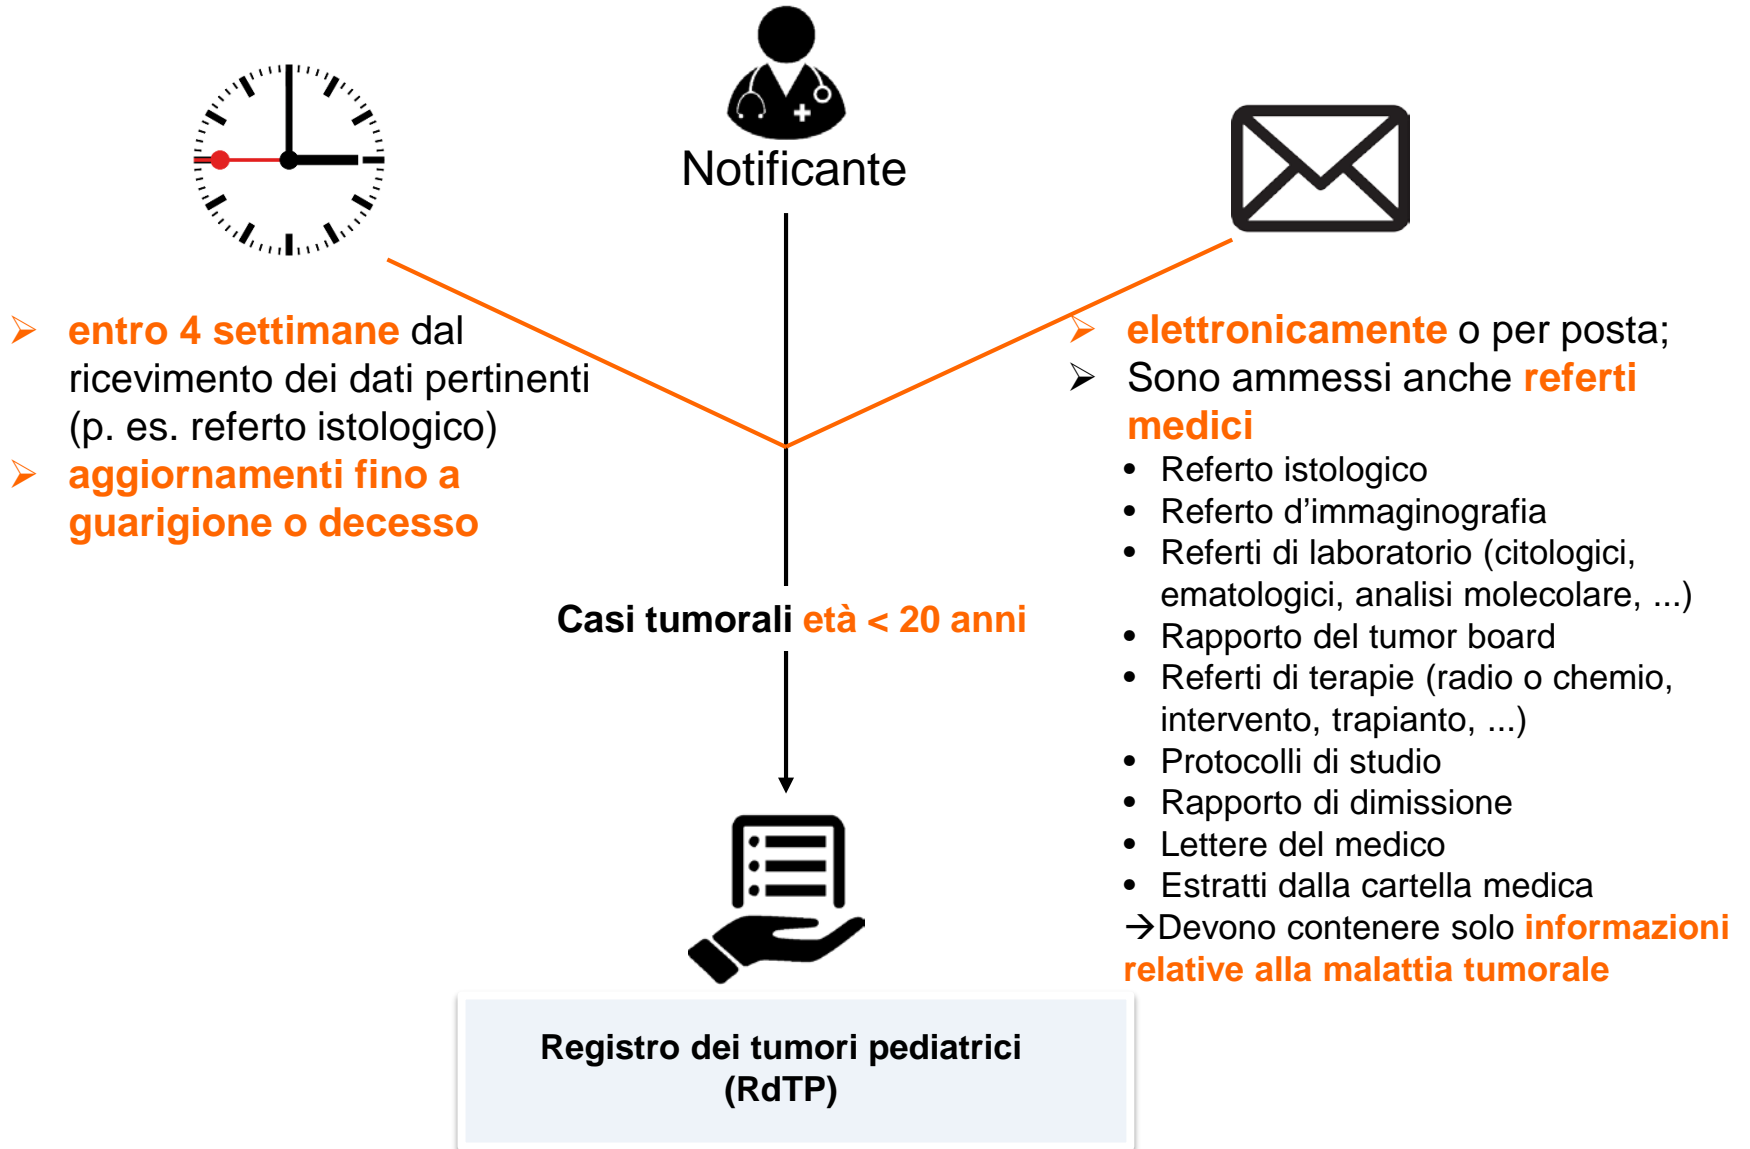 Notificante
entro 4 settimane dal
ricevimento dei dati pertinenti
(p. es. referto istologico)
aggiornamenti fino a
guarigione o decesso
elettronicamente o per posta;
Sono ammessi anche referti
medici
• Referto istologico
• Referto d’immaginografia
• Referti di laboratorio (citologici,
ematologici, analisi molecolare, ...)
• Rapporto del tumor board
• Referti di terapie (radio o chemio,
intervento, trapianto, ...)
• Protocolli di studio
• Rapporto di dimissione
• Lettere del medico
• Estratti dalla cartella medica
→Devono contenere solo informazioni
relative alla malattia tumorale
Casi tumorali età < 20 anni
Registro dei tumori pediatrici
(RdTP)